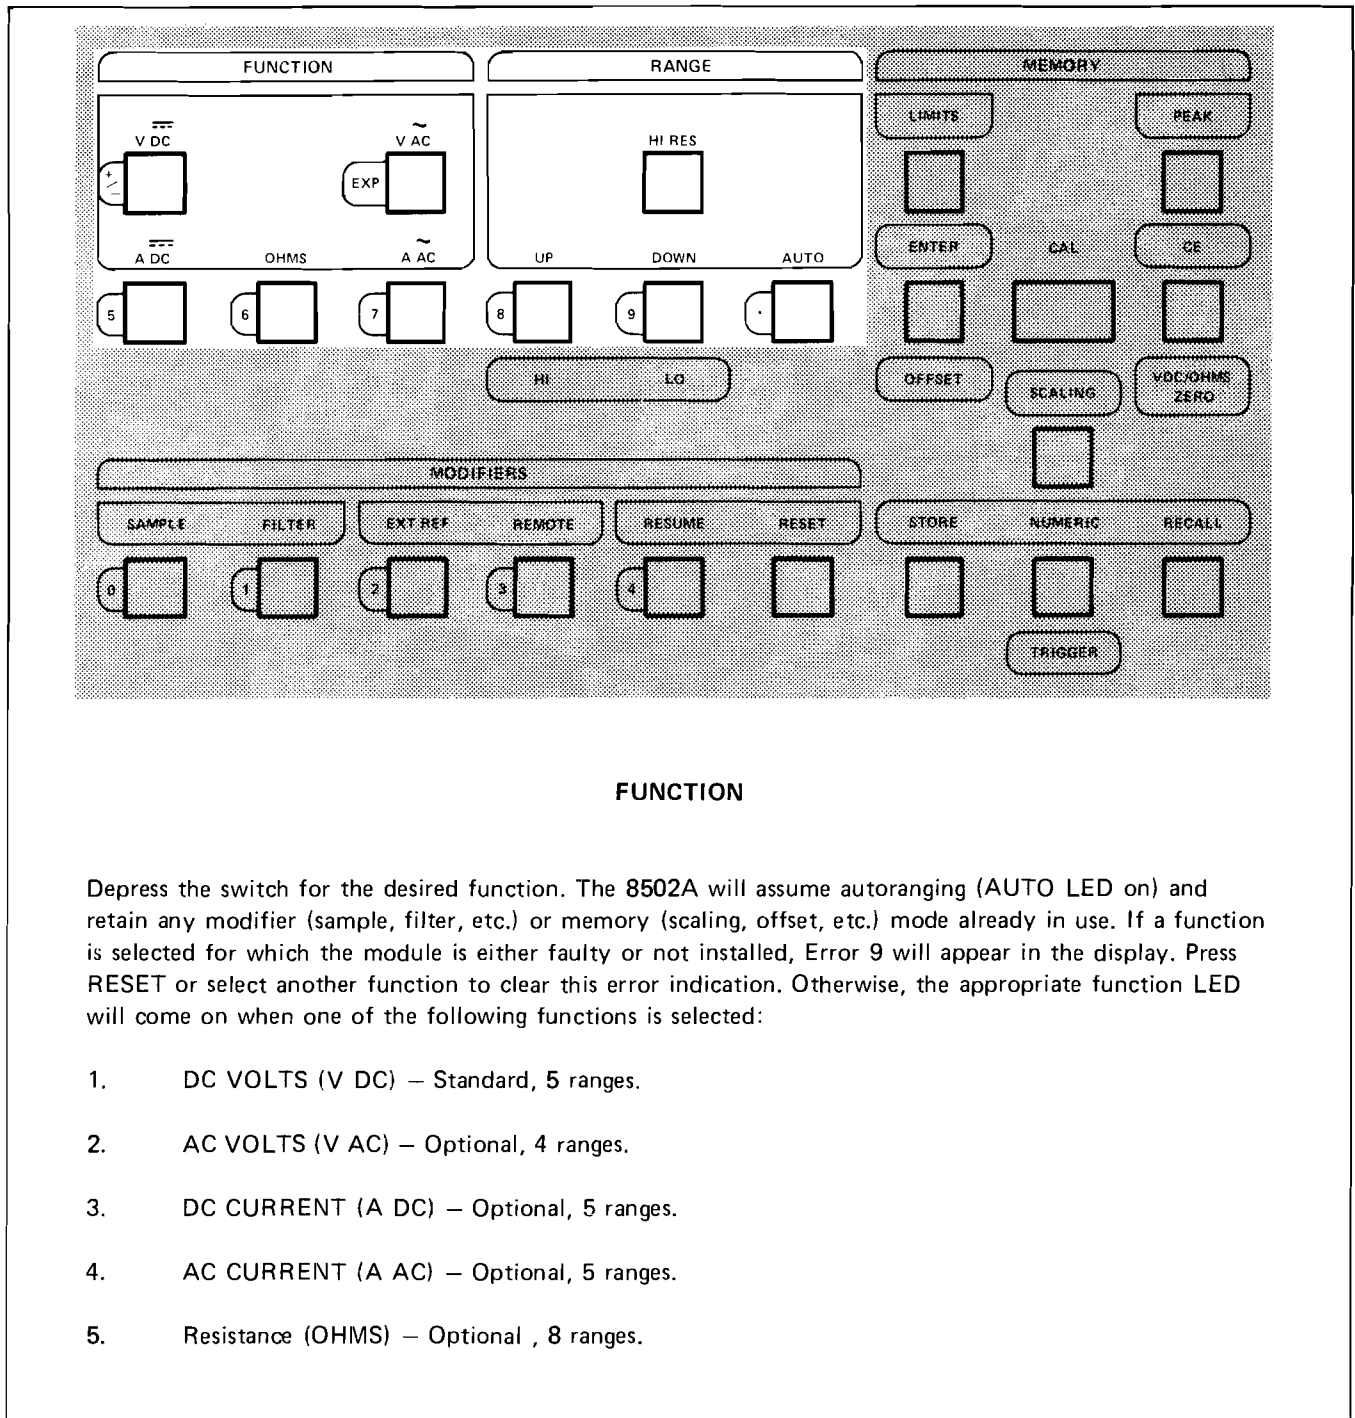 FUNCTION RANGE MEMORY
LIMITS PEAK
V DC V AC HI RES
+/− EXP
ENTER CAL CE
A DC OHMS A AC UP DOWN AUTO
5 6 7 8 9 .
HI LO OFFSET SCALING VDC/OHMS
ZERO
MODIFIERS
SAMPLE FILTER EXT REF REMOTE RESUME RESET STORE NUMERIC RECALL
0 1 2 3 4
TRIGGER
FUNCTION
Depress the switch for the desired function. The 8502A will assume autoranging (AUTO LED on) and
retain any modifier (sample, filter, etc.) or memory (scaling, offset, etc.) mode already in use. If a function
is selected for which the module is either faulty or not installed, Error 9 will appear in the display. Press
RESET or select another function to clear this error indication. Otherwise, the appropriate function LED
will come on when one of the following functions is selected:
1. DC VOLTS (V DC) — Standard, 5 ranges.
2. AC VOLTS (V AC) — Optional, 4 ranges.
3. DC CURRENT (A DC) — Optional, 5 ranges.
4. AC CURRENT (A AC) — Optional, 5 ranges.
5. Resistance (OHMS) — Optional , 8 ranges.